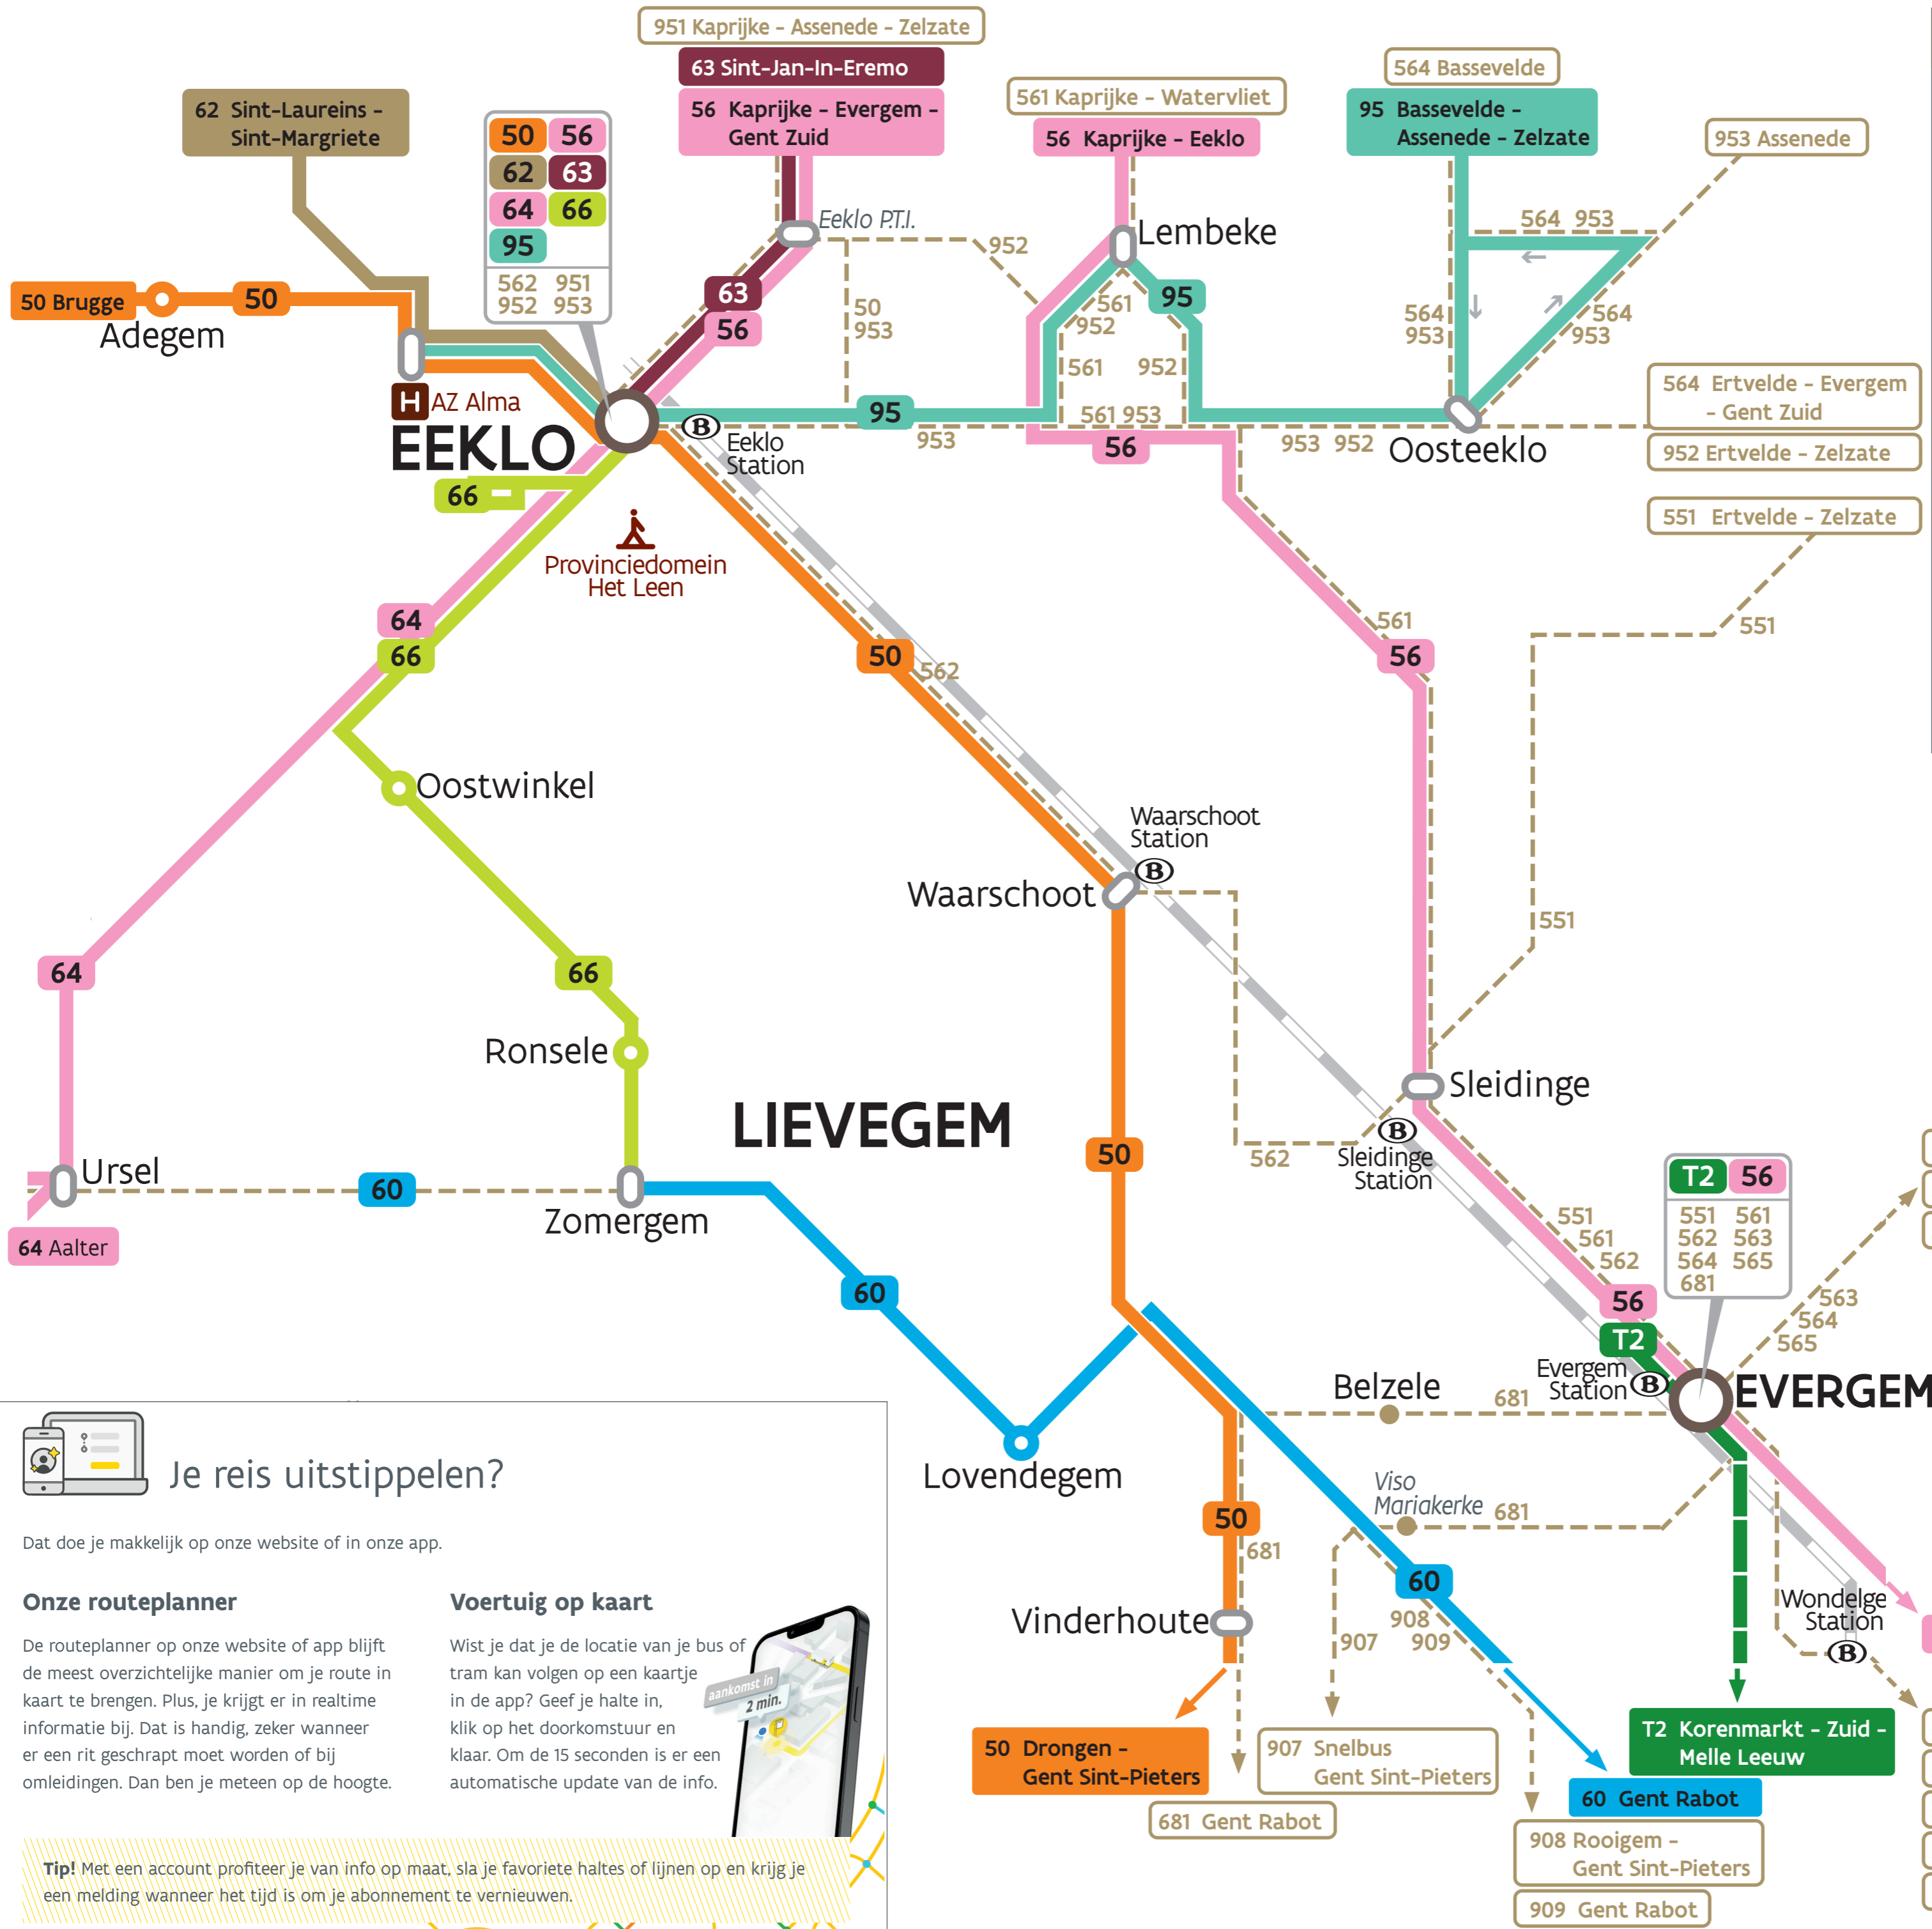 951 Kaprijke - Assenede - Zelzate
63 Sint-Jan-In-Eremo
56 Kaprijke - Evergem -
Gent Zuid
62 Sint-Laureins -
Sint-Margriete
561 Kaprijke - Watervliet
56 Kaprijke - Eeklo
564 Bassevelde
95 Bassevelde -
Assenede - Zelzate
953 Assenede
50 56
62 63
64 66
95
562 951
952 953
Eeklo P.T.I.
952
Lembeke
564 953
50 Brugge
50
Adegem
63
56
50
953
561
952
95
564
953
564
953
561
952
H AZ Alma
EEKLO
B
Eeklo
Station
95
953
561 953
56
953 952
Oosteeklo
564 Ertvelde - Evergem
- Gent Zuid
952 Ertvelde - Zelzate
551 Ertvelde - Zelzate
66
Provinciedomein
Het Leen
64
66
50
562
561
56
551
Oostwinkel
Waarschoot
Station
B
Waarschoot
551
64
66
Ronsele
Sleidinge
LIEVEGEM
50
562
B
Sleidinge
Station
Ursel
60
Zomergem
64 Aalter
T2 56
551 561
562 563
564 565
681
551
561
562
60
56
T2
563
564
565
Evergem
Station
B
EVERGEM
Belzele
681
Lovendegem
Viso
Mariakerke
681
50
681
60
Vinderhoute
907
908
909
Wondelgem
Station
B
50 Drongen -
Gent Sint-Pieters
907 Snelbus
Gent Sint-Pieters
T2 Korenmarkt - Zuid -
Melle Leeuw
681 Gent Rabot
60 Gent Rabot
908 Rooigem -
Gent Sint-Pieters
909 Gent Rabot
Je reis uitstippelen?
Dat doe je makkelijk op onze website of in onze app.
Onze routeplanner
De routeplanner op onze website of app blijft
de meest overzichtelijke manier om je route in
kaart te brengen. Plus, je krijgt er in realtime
informatie bij. Dat is handig, zeker wanneer
er een rit geschrapt moet worden of bij
omleidingen. Dan ben je meteen op de hoogte.
Voertuig op kaart
Wist je dat je de locatie van je bus of
tram kan volgen op een kaartje
in de app? Geef je halte in,
klik op het doorkomstuur en
klaar. Om de 15 seconden is er een
automatische update van de info.
aankomst in
2 min.
Tip! Met een account profiteer je van info op maat, sla je favoriete haltes of lijnen op en krijg je
een melding wanneer het tijd is om je abonnement te vernieuwen.